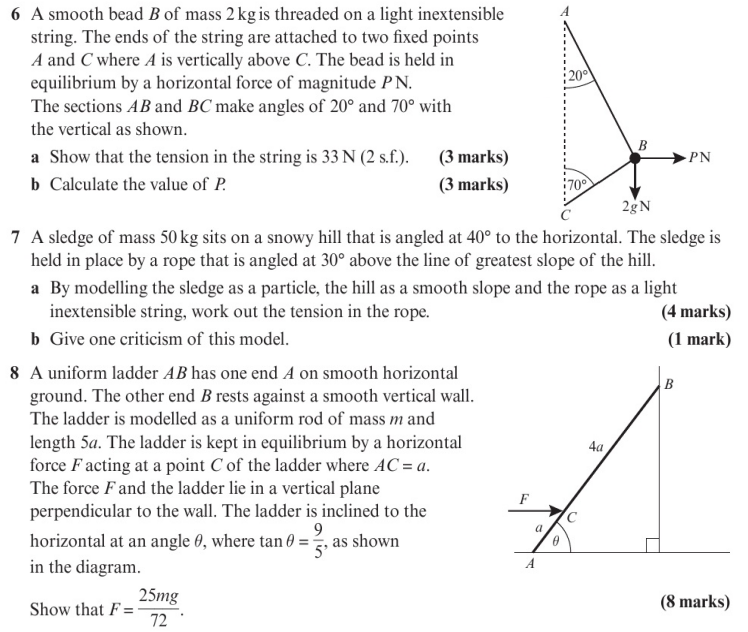 6 A smooth bead B of mass 2 kg is threaded on a light inextensible
string. The ends of the string are attached to two fixed points
A and C where A is vertically above C. The bead is held in
equilibrium by a horizontal force of magnitude P N.
The sections AB and BC make angles of 20° and 70° with
the vertical as shown.
a Show that the tension in the string is 33 N (2 s.f.). (3 marks)
b Calculate the value of P. (3 marks)
A
20°
B
P N
70°
C
2g N
7 A sledge of mass 50 kg sits on a snowy hill that is angled at 40° to the horizontal. The sledge is
held in place by a rope that is angled at 30° above the line of greatest slope of the hill.
a By modelling the sledge as a particle, the hill as a smooth slope and the rope as a light
inextensible string, work out the tension in the rope. (4 marks)
b Give one criticism of this model. (1 mark)
8 A uniform ladder AB has one end A on smooth horizontal
ground. The other end B rests against a smooth vertical wall.
The ladder is modelled as a uniform rod of mass m and
length 5a. The ladder is kept in equilibrium by a horizontal
force F acting at a point C of the ladder where AC = a.
The force F and the ladder lie in a vertical plane
perpendicular to the wall. The ladder is inclined to the
horizontal at an angle θ, where tan θ = 9/5, as shown
in the diagram.
Show that F = 25mg/72.
(8 marks)
B
4a
F
C
a
θ
A